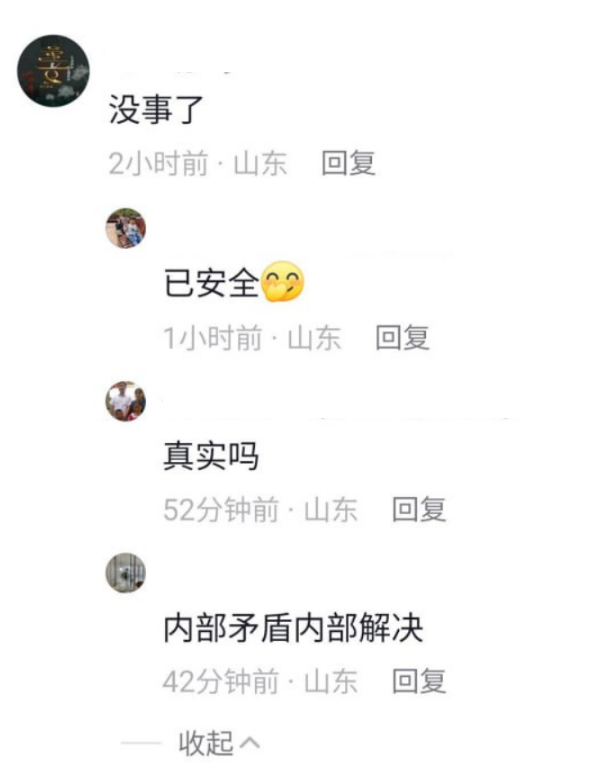 没事了
2小时前 · 山东 回复
已安全🤭
1小时前 · 山东 回复
真实吗
52分钟前 · 山东 回复
内部矛盾内部解决
42分钟前 · 山东 回复
收起